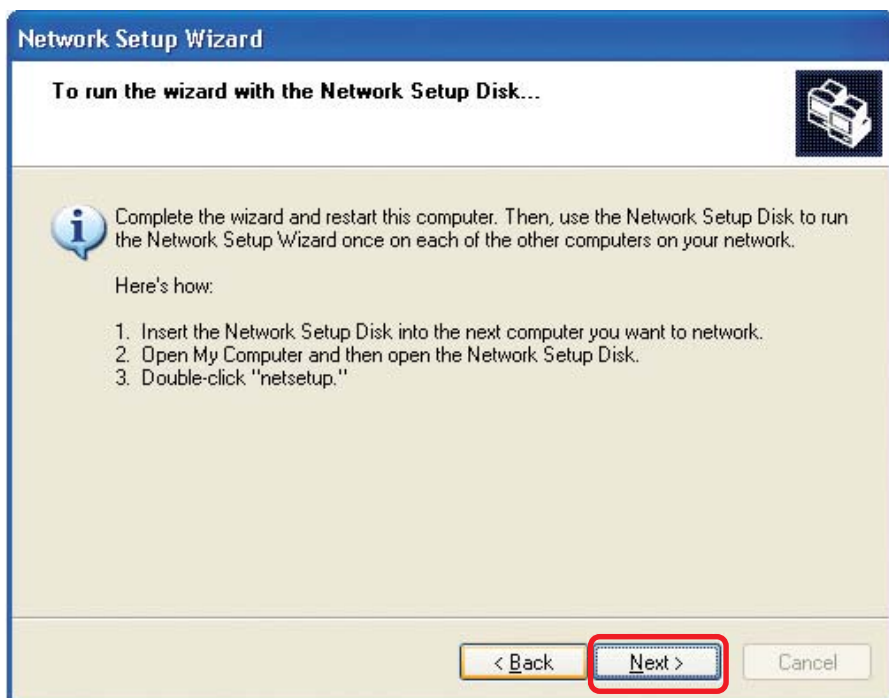 Network Setup Wizard
To run the wizard with the Network Setup Disk...
Complete the wizard and restart this computer. Then, use the Network Setup Disk to run
the Network Setup Wizard once on each of the other computers on your network.
Here's how:
1. Insert the Network Setup Disk into the next computer you want to network.
2. Open My Computer and then open the Network Setup Disk.
3. Double-click "netsetup."
< Back
Next >
Cancel